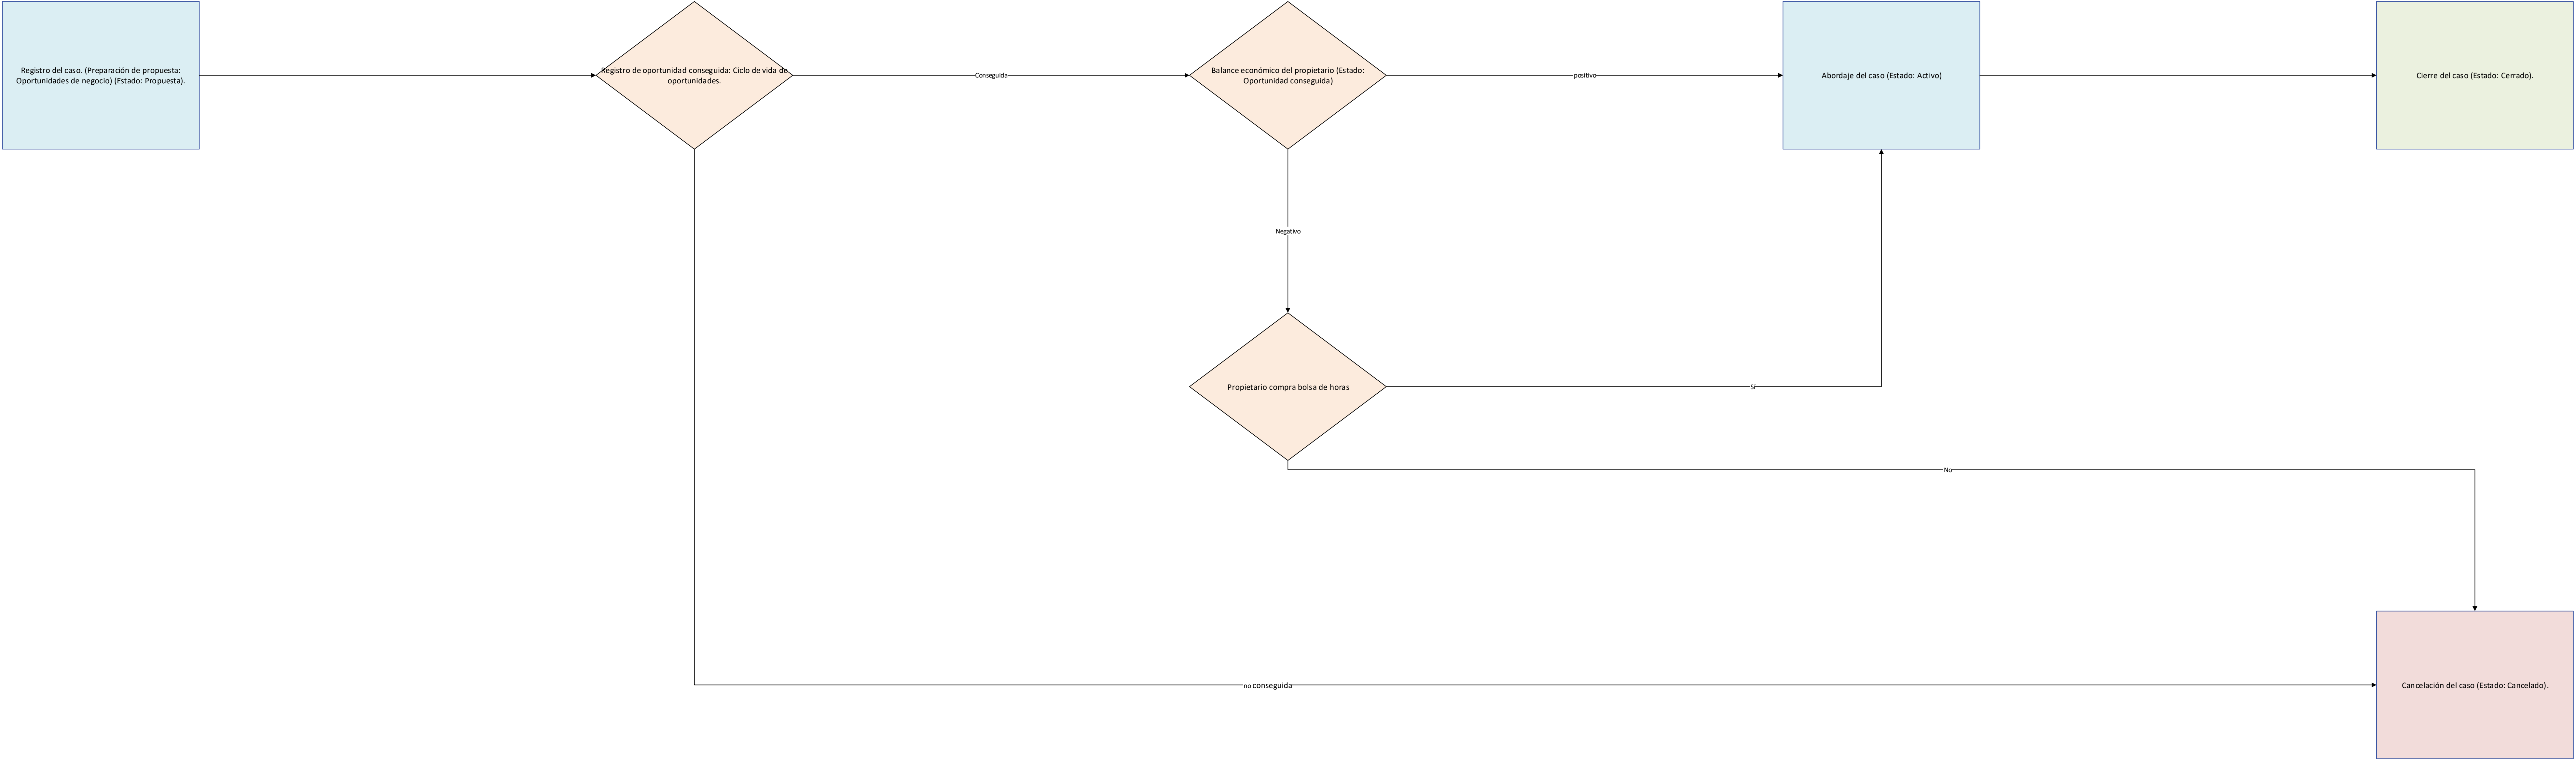 Registro del caso. (Preparación de propuesta:
Oportunidades de negocio) (Estado: Propuesta).
Registro de oportunidad conseguida: Ciclo de vida de
oportunidades.
Conseguida
Balance económico del propietario (Estado:
Oportunidad conseguida)
positivo
Abordaje del caso (Estado: Activo)
Cierre del caso (Estado: Cerrado).
Negativo
Propietario compra bolsa de horas
Si
No
no conseguida
Cancelación del caso (Estado: Cancelado).